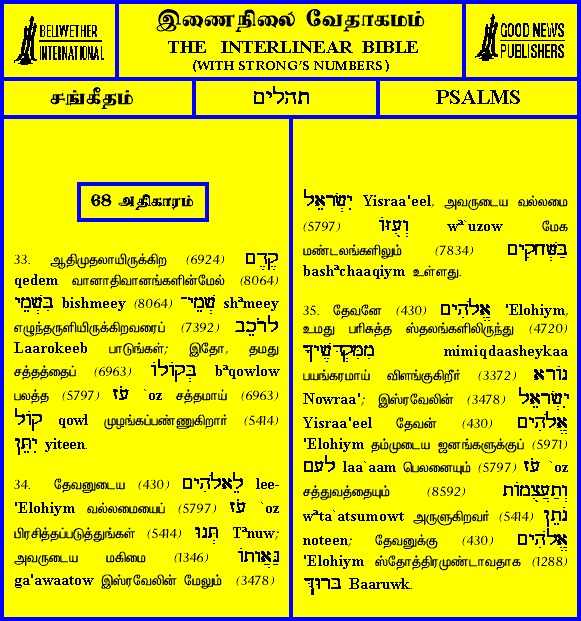 BELLWETHER
INTERNATIONAL
இணைநிலை வேதாகமம்
THE INTERLINEAR BIBLE
(WITH STRONG'S NUMBERS)
GOOD NEWS
PUBLISHERS
சங்கீதம்
תהלים
PSALMS
68 அதிகாரம்
33. ஆதிமுதலாயிருக்கிற (6924) קֶדֶם
qedem வானாதிவானங்களின்மேல் (8064)
בִּשְׁמֵי bishmeey (8064) שְׁמֵי־ shªmeey
எழுந்தருளியிருக்கிறவரைப் (7392) לָרֹכֵב
Laarokeeb பாடுங்கள்; இதோ, தமது
சத்தத்தைப் (6963) בְּקוֹלוֹ bªqowlow
பலத்த (5797) עֹז `oz சத்தமாய் (6963)
קוֹל qowl முழங்கப்பண்ணுகிறார் (5414)
יִתֵּן yiteen.
34. தேவனுடைய (430) לֵאלֹהִים lee-
'Elohiym வல்லமையைப் (5797) עֹז `oz
பிரசித்தப்படுத்துங்கள் (5414) תְּנוּ Tªnuw;
அவருடைய மகிமை (1346) גַּאֲוָתוֹ
ga'awaatow இஸ்ரவேலின் மேலும் (3478)
יִשְׂרָאֵל Yisraa'eel, அவருடைய வல்லமை
(5797) וְעֻזּוֹ wª`uzow மேக
மண்டலங்களிலும் (7834) בַּשְּׁחָקִים
bashªchaaqiym உள்ளது.
35. தேவனே (430) אֱלֹהִים 'Elohiym,
உமது பரிசுத்த ஸ்தலங்களிலிருந்து (4720)
מִמִּקְדָּשֶׁיךָ mimiqdaasheykaa
பயங்கரமாய் விளங்குகிறீர் (3372) נוֹרָא
Nowraa'; இஸ்ரவேலின் (3478) יִשְׂרָאֵל
Yisraa'eel தேவன் (430) אֱלֹהִים
'Elohiym தம்முடைய ஜனங்களுக்குப் (5971)
לָעָם laa`aam பெலனையும் (5797) עֹז `oz
சத்துவத்தையும் (8592) וְתַעֲצֻמוֹת
wªta`atsumowt அருளுகிறவர் (5414) נֹתֵן
noteen; தேவனுக்கு (430) אֱלֹהִים
'Elohiym ஸ்தோத்திரமுண்டாவதாக (1288)
בָּרוּךְ Baaruwk.